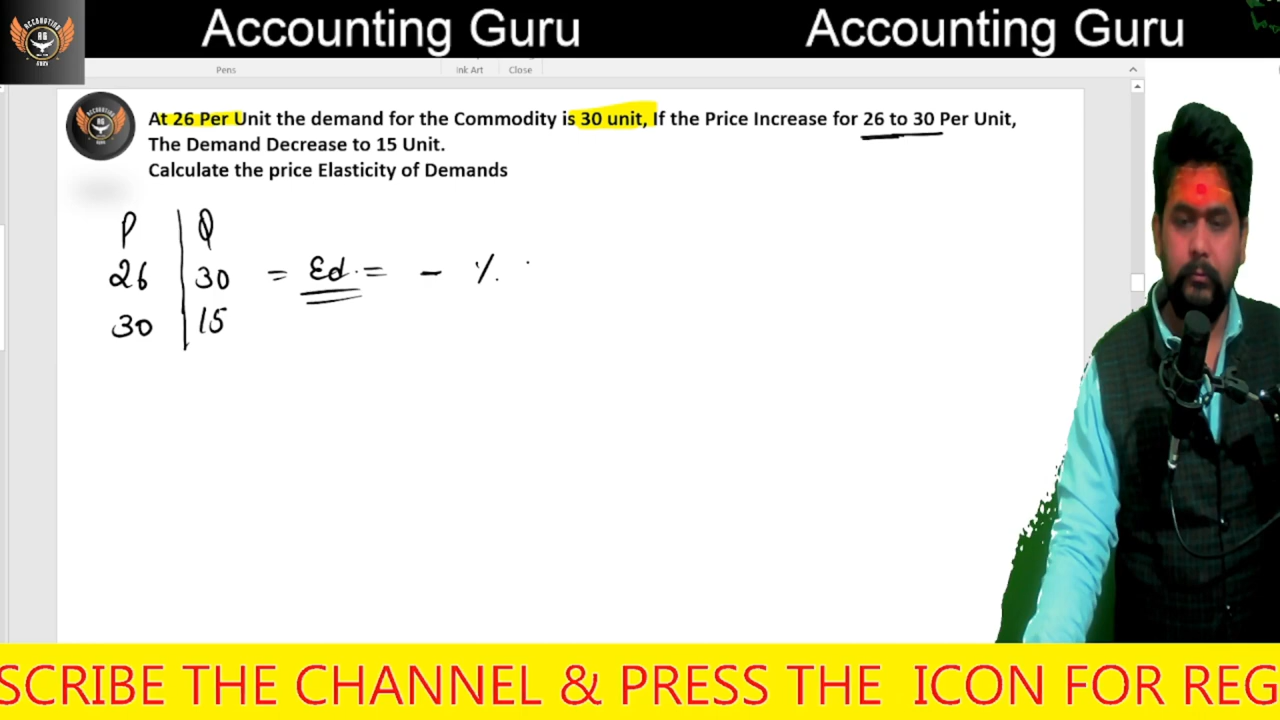 Accounting Guru Accounting Guru
Pens Ink Art Close
At 26 Per Unit the demand for the Commodity is 30 unit, If the Price Increase for 26 to 30 Per Unit,
The Demand Decrease to 15 Unit.
Calculate the price Elasticity of Demands
P Q
26 30 = Ed = - %
30 15
SCRIBE THE CHANNEL & PRESS THE ICON FOR REG